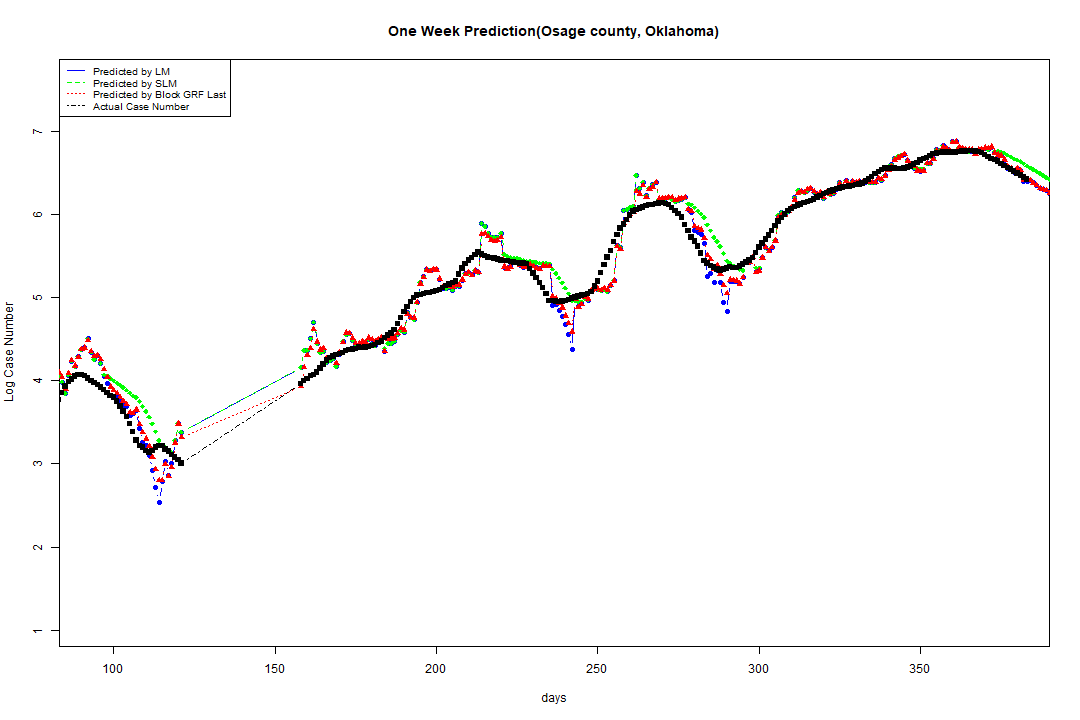 One Week Prediction(Osage county, Oklahoma)
Predicted by LM
Predicted by SLM
Predicted by Block GRF Last
Actual Case Number
7
6
5
4
3
2
1
Log Case Number
100 150 200 250 300 350
days